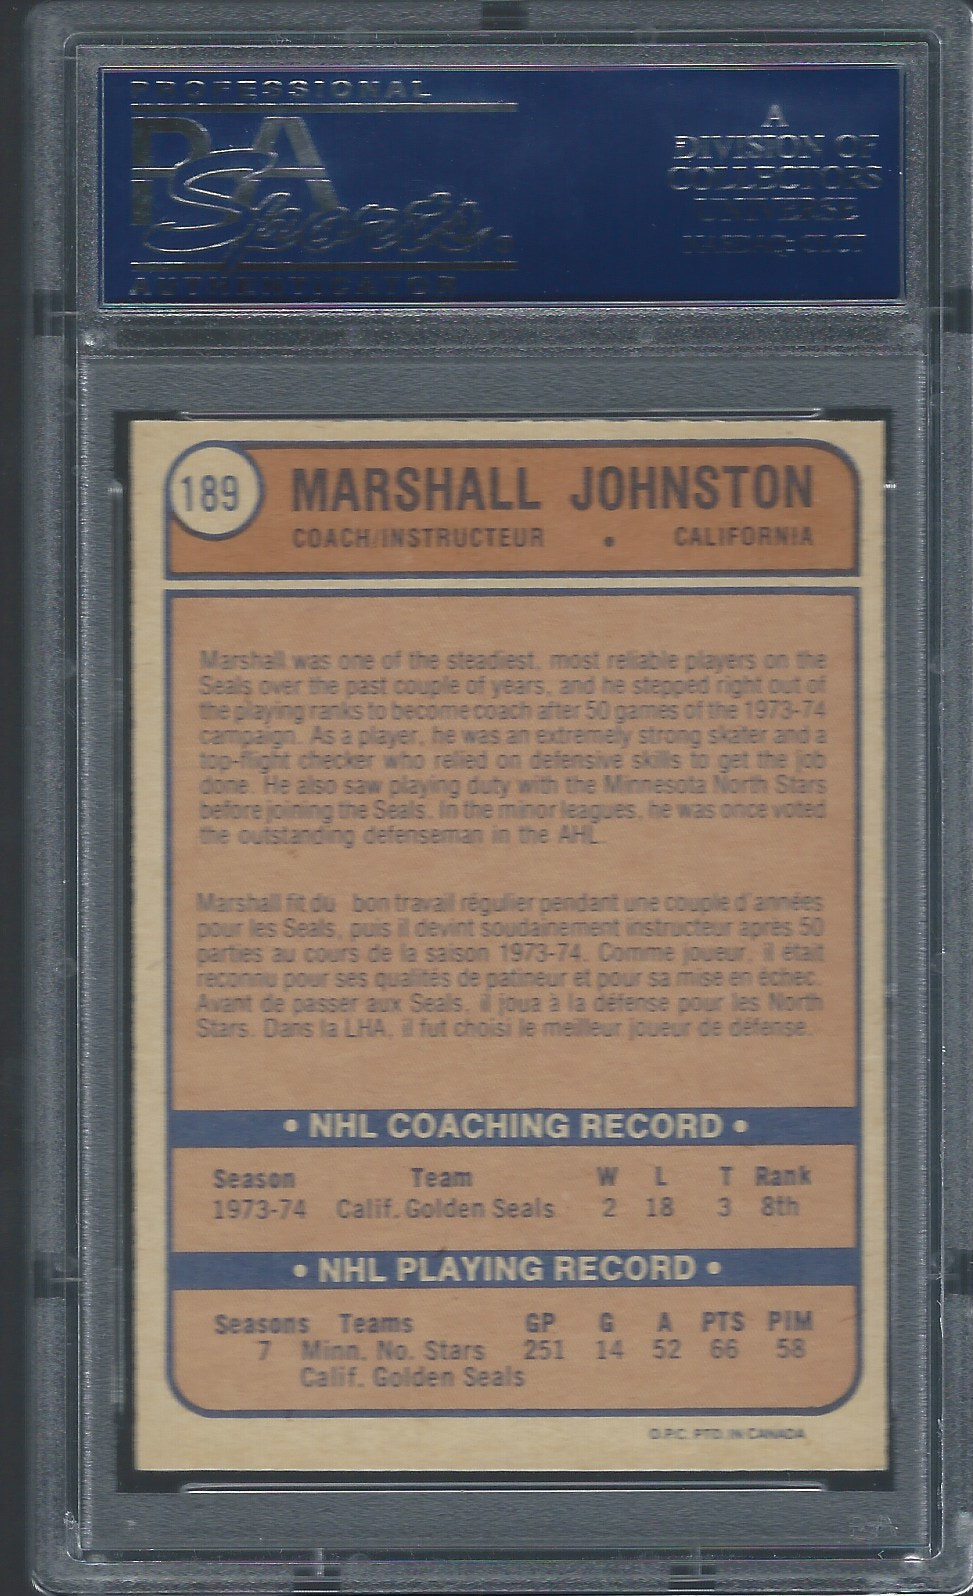 PROFESSIONAL
PSA
Sports
AUTHENTICATOR
A
DIVISION OF
COLLECTORS
UNIVERSE
NASDAQ: CLCT
189
MARSHALL JOHNSTON
COACH/INSTRUCTEUR • CALIFORNIA
Marshall was one of the steadiest, most reliable players on the
Seals over the past couple of years, and he stepped right out of
the playing ranks to become coach after 50 games of the 1973-74
campaign. As a player, he was an extremely strong skater and a
top-flight checker who relied on defensive skills to get the job
done. He also saw playing duty with the Minnesota North Stars
before joining the Seals. In the minor leagues, he was once voted
the outstanding defenseman in the AHL.
Marshall fit du bon travail régulier pendant une couple d'années
pour les Seals, puis il devint soudainement instructeur après 50
parties au cours de la saison 1973-74. Comme joueur, il était
reconnu pour ses qualités de patineur et pour sa mise en échec.
Avant de passer aux Seals, il joua à la défense pour les North
Stars. Dans la LHA, il fut choisi le meilleur joueur de défense.
• NHL COACHING RECORD •
Season Team W L T Rank
1973-74 Calif. Golden Seals 2 18 3 8th
• NHL PLAYING RECORD •
Seasons Teams GP G A PTS PIM
7 Minn. No. Stars 251 14 52 66 58
Calif. Golden Seals
O.P.C. PTD. IN CANADA